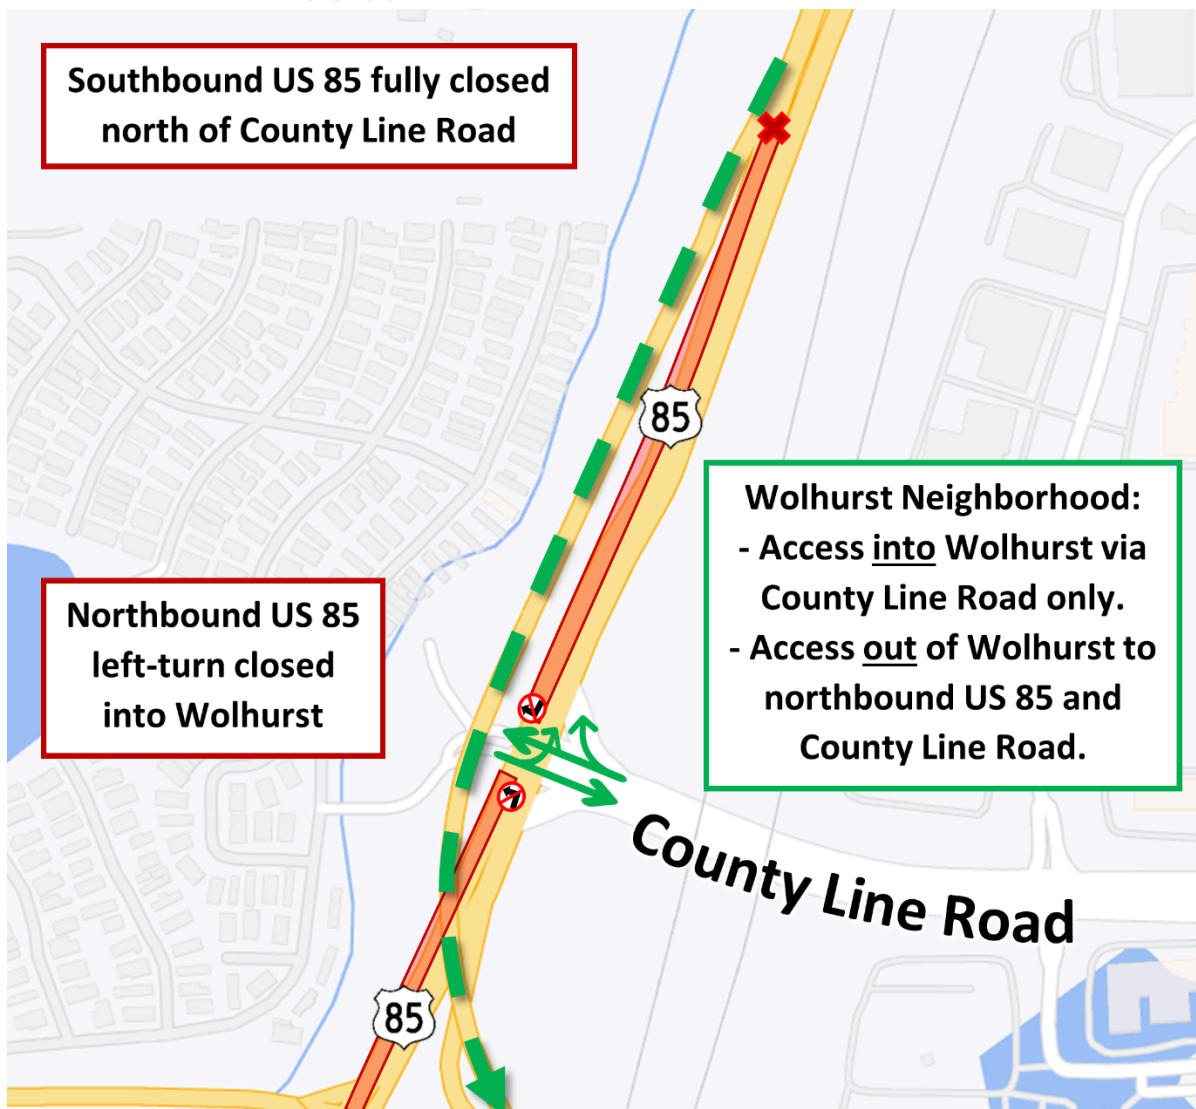 Southbound US 85 fully closed
north of County Line Road
85
Wolhurst Neighborhood:
- Access into Wolhurst via
County Line Road only.
- Access out of Wolhurst to
northbound US 85 and
County Line Road.
Northbound US 85
left-turn closed
into Wolhurst
County Line Road
85